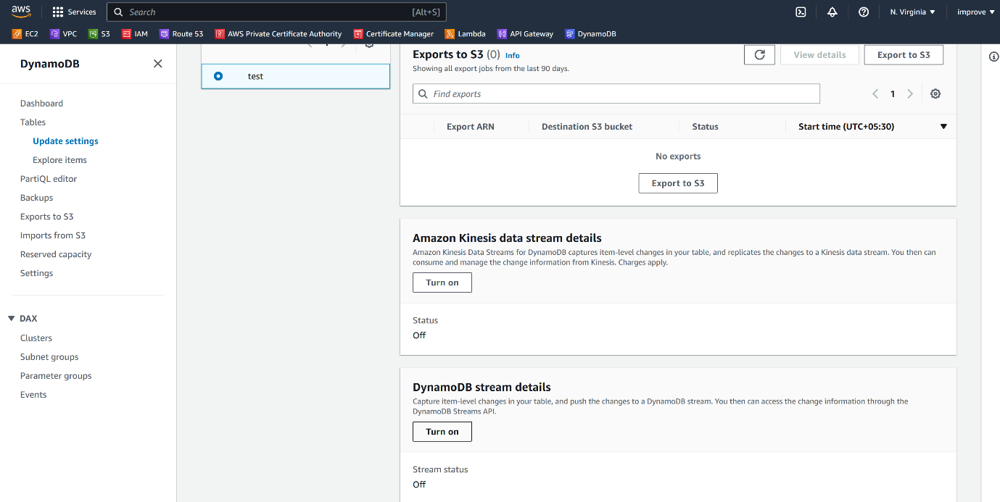 aws
Services
Search
[Alt+S]
N. Virginia
improve
EC2
VPC
S3
IAM
Route 53
AWS Private Certificate Authority
Certificate Manager
Lambda
API Gateway
DynamoDB
DynamoDB
Dashboard
Tables
Update settings
Explore items
PartiQL editor
Backups
Exports to S3
Imports from S3
Reserved capacity
Settings
DAX
Clusters
Subnet groups
Parameter groups
Events
test
Exports to S3 (0) Info
Showing all export jobs from the last 90 days.
View details
Export to S3
Find exports
1
Export ARN
Destination S3 bucket
Status
Start time (UTC+05:30)
No exports
Export to S3
Amazon Kinesis data stream details
Amazon Kinesis Data Streams for DynamoDB captures item-level changes in your table, and replicates the changes to a Kinesis data stream. You then can
consume and manage the change information from Kinesis. Charges apply.
Turn on
Status
Off
DynamoDB stream details
Capture item-level changes in your table, and push the changes to a DynamoDB stream. You then can access the change information through the
DynamoDB Streams API.
Turn on
Stream status
Off